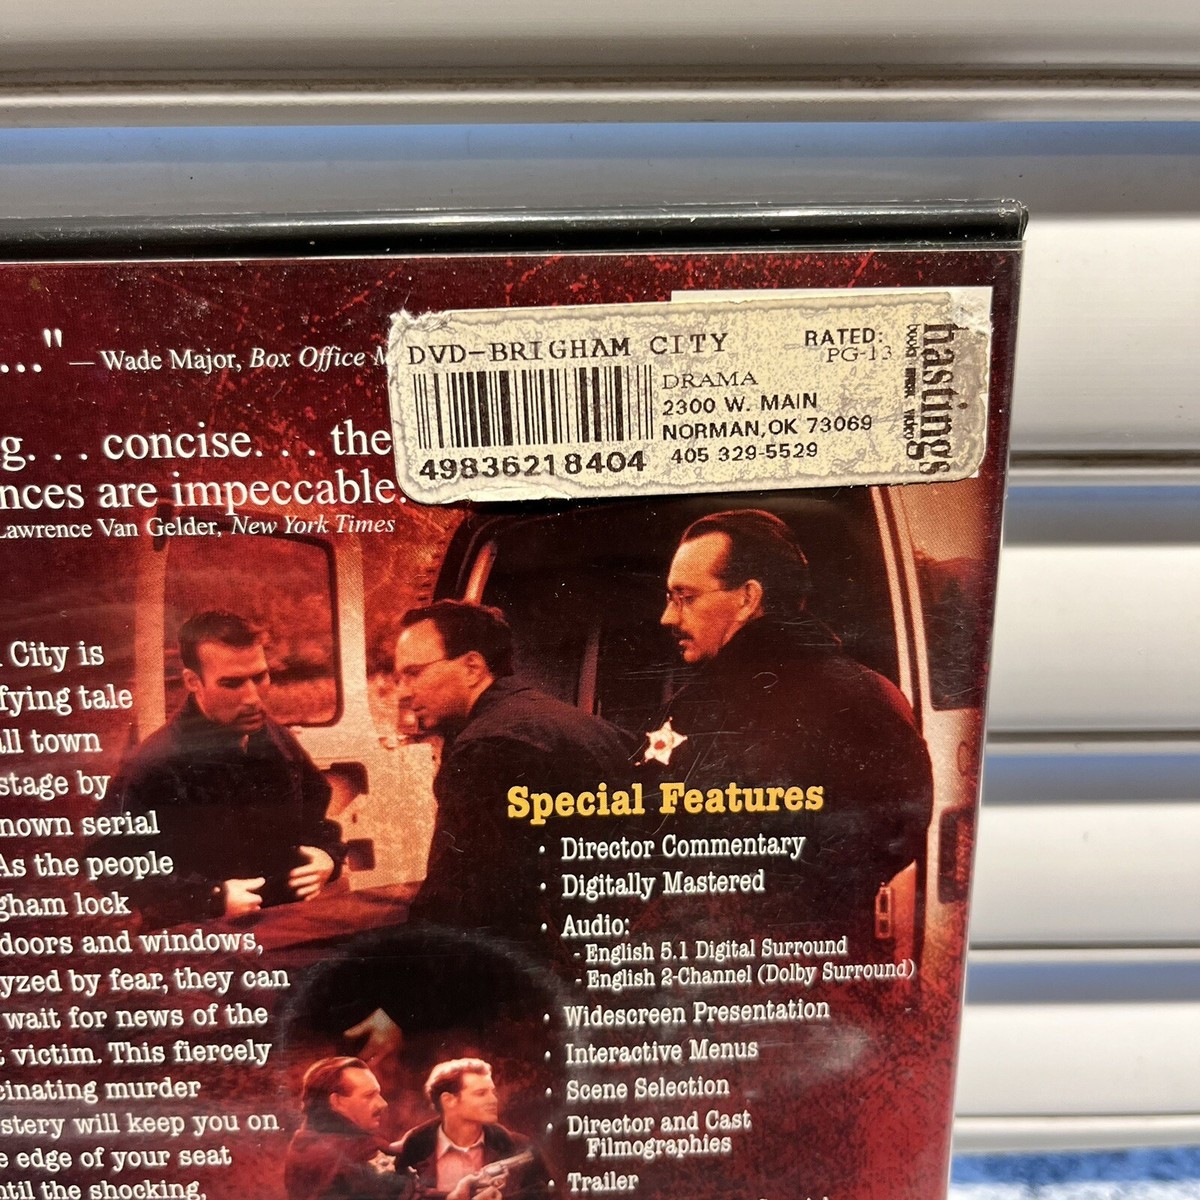 ..."
— Wade Major, Box Office M
DVD-BRIGHAM CITY
RATED:
PG-13
DRAMA
2300 W. MAIN
NORMAN, OK 73069
49836218404
405 329-5529
hastings
books music video
g. . . concise. . . the
nces are impeccable.
Lawrence Van Gelder, New York Times
City is
fying tale
all town
stage by
nown serial
As the people
gham lock
doors and windows,
yzed by fear, they can
wait for news of the
t victim. This fiercely
cinating murder
stery will keep you on
e edge of your seat
ntil the shocking,
Special Features
· Director Commentary
· Digitally Mastered
· Audio:
- English 5.1 Digital Surround
- English 2-Channel (Dolby Surround)
· Widescreen Presentation
· Interactive Menus
· Scene Selection
· Director and Cast
Filmographies
· Trailer